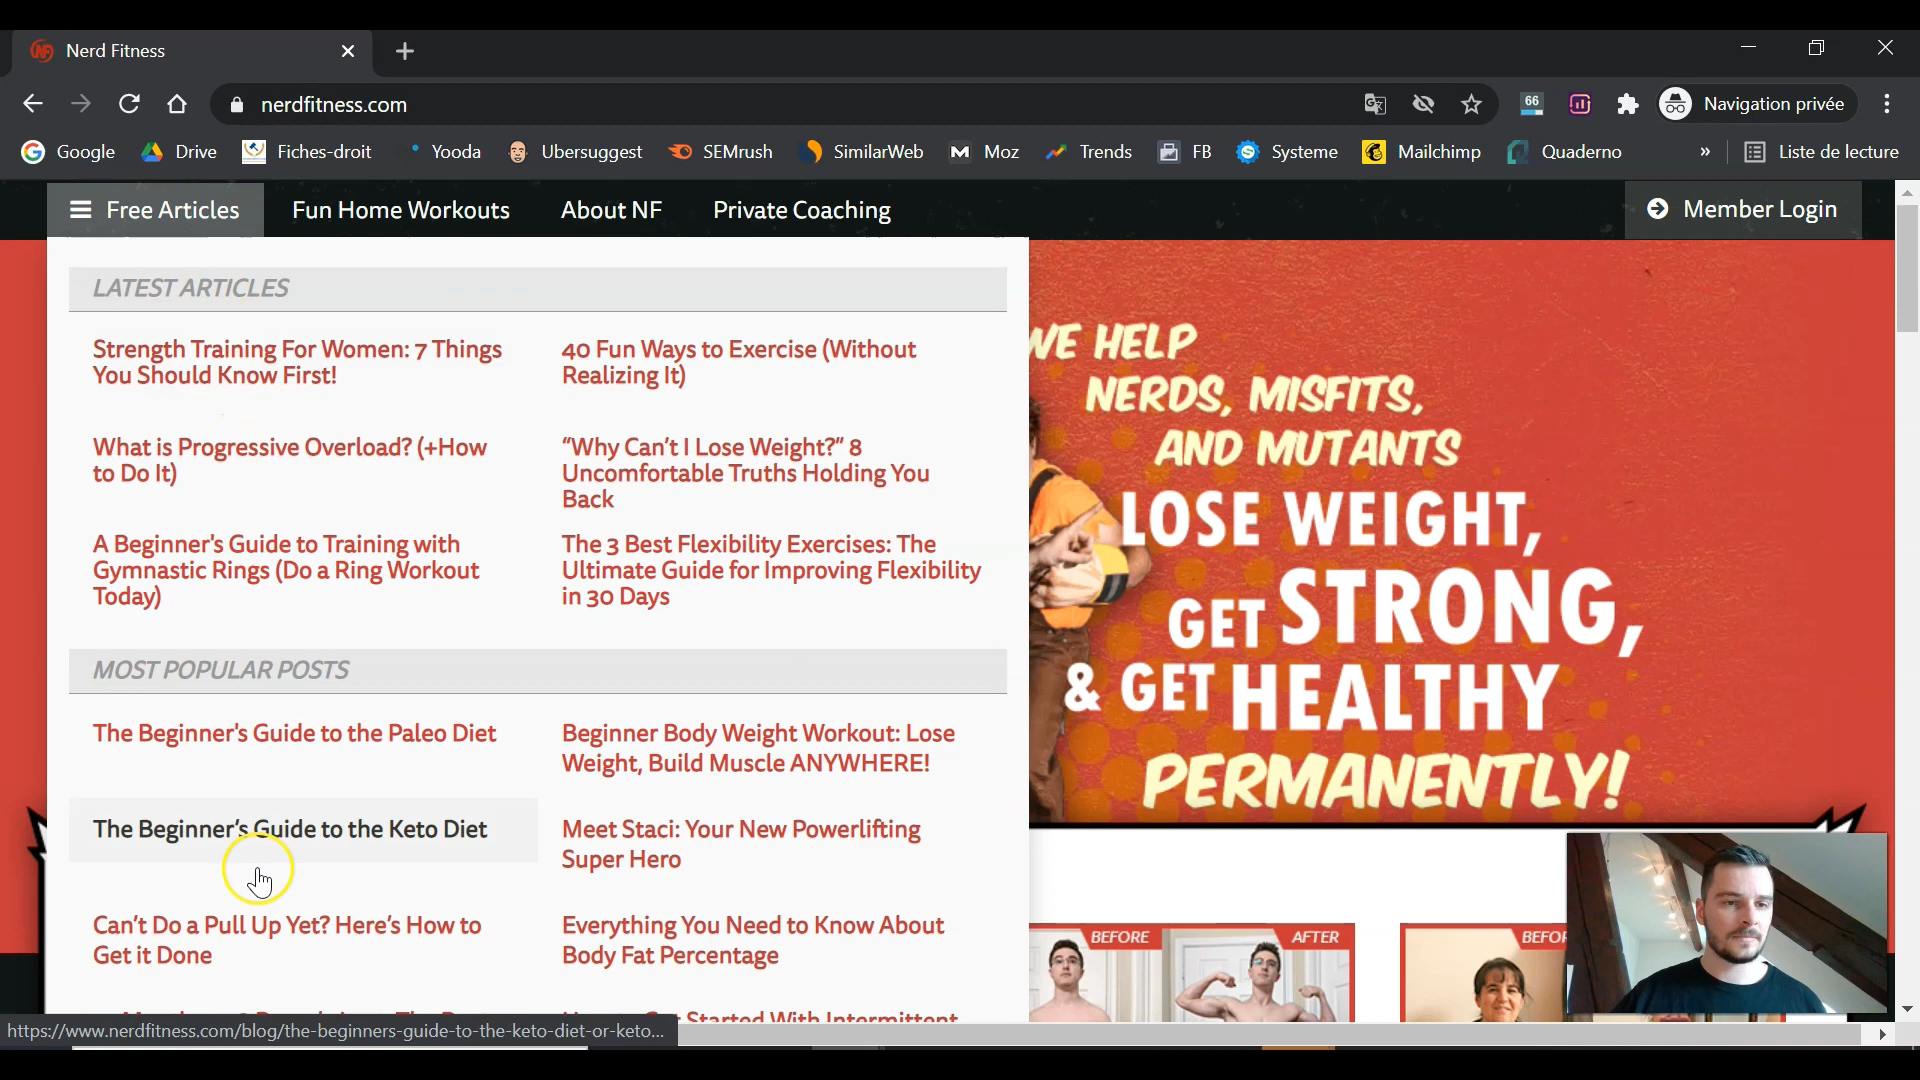 Nerd Fitness
nerdfitness.com
66
Navigation privée
Google
Drive
Fiches-droit
Yooda
Ubersuggest
SEMrush
SimilarWeb
Moz
Trends
FB
Systeme
Mailchimp
Quaderno
»
Liste de lecture
Free Articles
Fun Home Workouts
About NF
Private Coaching
Member Login
LATEST ARTICLES
Strength Training For Women: 7 Things
You Should Know First!
40 Fun Ways to Exercise (Without
Realizing It)
What is Progressive Overload? (+How
to Do It)
“Why Can’t I Lose Weight?” 8
Uncomfortable Truths Holding You
Back
A Beginner's Guide to Training with
Gymnastic Rings (Do a Ring Workout
Today)
The 3 Best Flexibility Exercises: The
Ultimate Guide for Improving Flexibility
in 30 Days
MOST POPULAR POSTS
The Beginner's Guide to the Paleo Diet
Beginner Body Weight Workout: Lose
Weight, Build Muscle ANYWHERE!
The Beginner’s Guide to the Keto Diet
Meet Staci: Your New Powerlifting
Super Hero
Can’t Do a Pull Up Yet? Here’s How to
Get it Done
Everything You Need to Know About
Body Fat Percentage
Started With Intermittent
https://www.nerdfitness.com/blog/the-beginners-guide-to-the-keto-diet-or-keto...
WE HELP
NERDS, MISFITS,
AND MUTANTS
LOSE WEIGHT,
GET STRONG,
& GET HEALTHY
PERMANENTLY!
BEFORE
AFTER
BEFOR